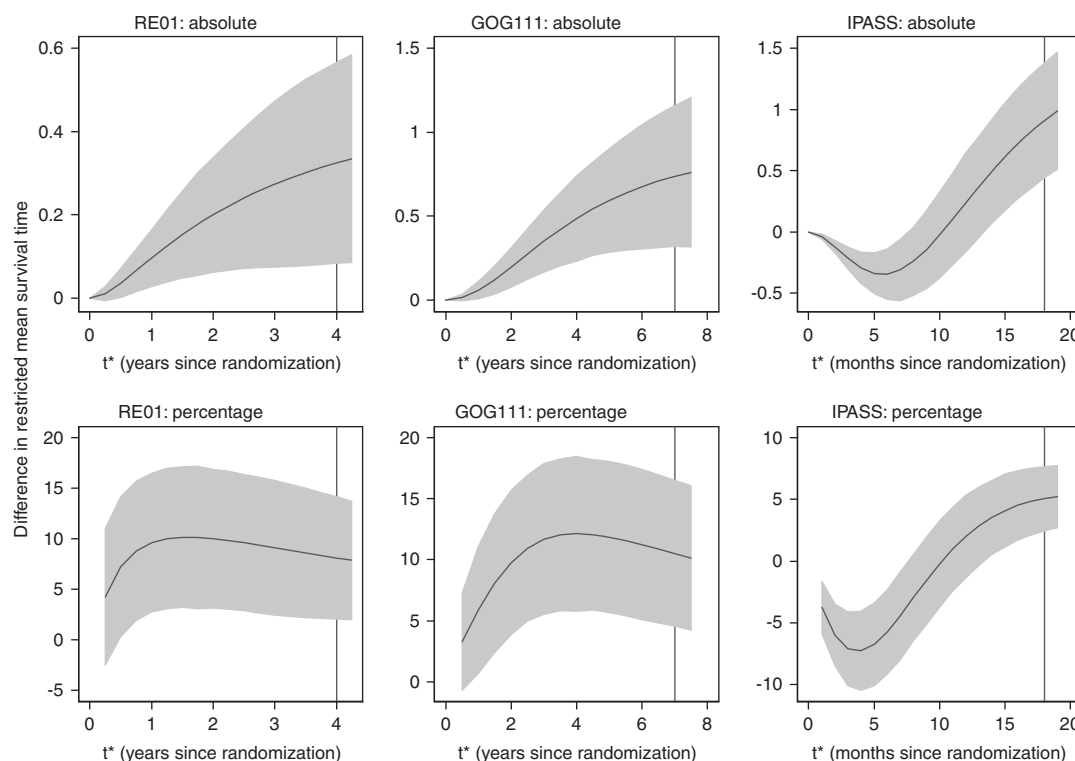 Difference in restricted mean survival time
RE01: absolute
0.6
0.4
0.2
0
0 1 2 3 4
t* (years since randomization)
GOG111: absolute
1.5
1
0.5
0
0 2 4 6 8
t* (years since randomization)
IPASS: absolute
1.5
1
0.5
0
-0.5
0 5 10 15 20
t* (months since randomization)
RE01: percentage
20
15
10
5
0
-5
0 1 2 3 4
t* (years since randomization)
GOG111: percentage
20
15
10
5
0
0 2 4 6 8
t* (years since randomization)
IPASS: percentage
10
5
0
-5
-10
0 5 10 15 20
t* (months since randomization)